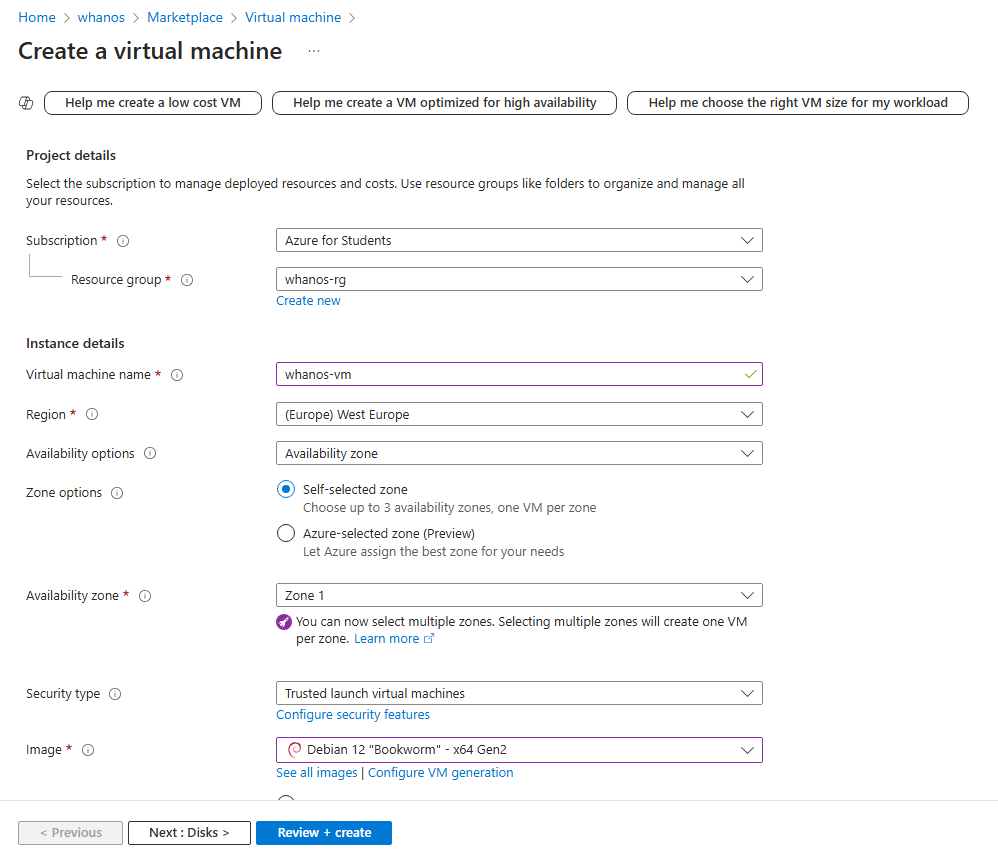 Home > whanos > Marketplace > Virtual machine >
Create a virtual machine ...
Help me create a low cost VM
Help me create a VM optimized for high availability
Help me choose the right VM size for my workload
Project details
Select the subscription to manage deployed resources and costs. Use resource groups like folders to organize and manage all
your resources.
Subscription *
Azure for Students
Resource group *
whanos-rg
Create new
Instance details
Virtual machine name *
whanos-vm
Region *
(Europe) West Europe
Availability options
Availability zone
Zone options
Self-selected zone
Choose up to 3 availability zones, one VM per zone
Azure-selected zone (Preview)
Let Azure assign the best zone for your needs
Availability zone *
Zone 1
You can now select multiple zones. Selecting multiple zones will create one VM
per zone. Learn more
Security type
Trusted launch virtual machines
Configure security features
Image *
Debian 12 "Bookworm" - x64 Gen2
See all images | Configure VM generation
< Previous
Next : Disks >
Review + create